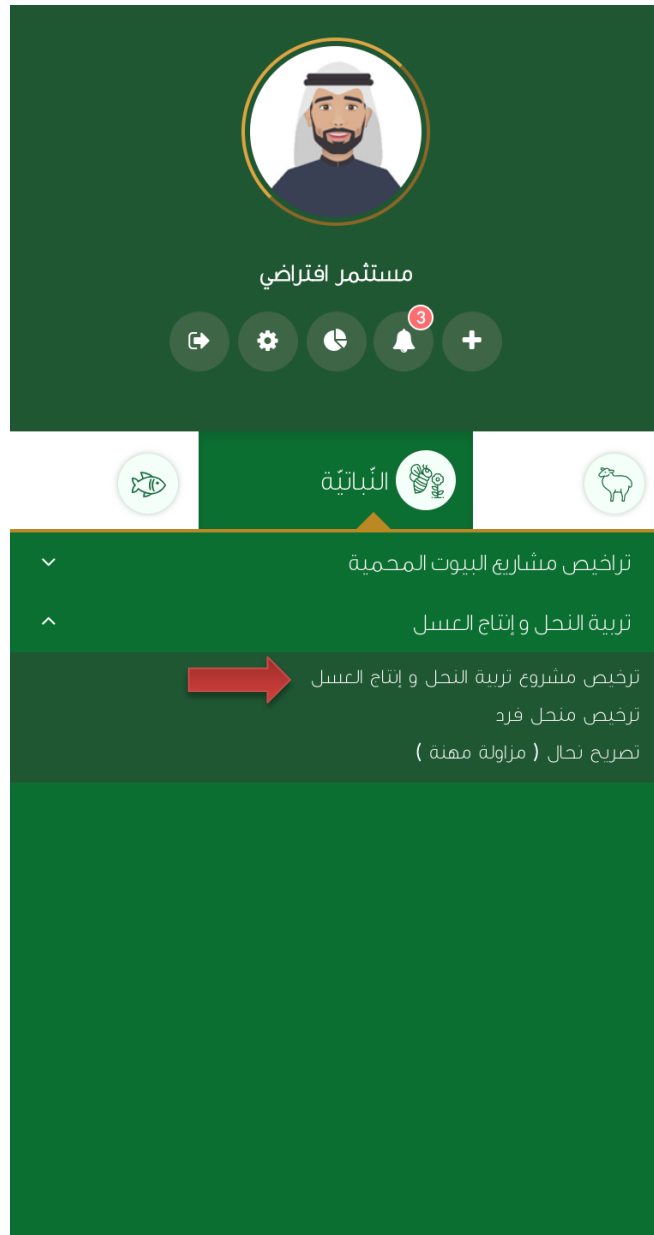 مستثمر افتراضي
3
النّباتيّة
تراخيص مشاريع البيوت المحمية
تربية النحل و إنتاج العسل
ترخيص مشروع تربية النحل و إنتاج العسل
ترخيص منحل فرد
تصريح نحال ( مزاولة مهنة )